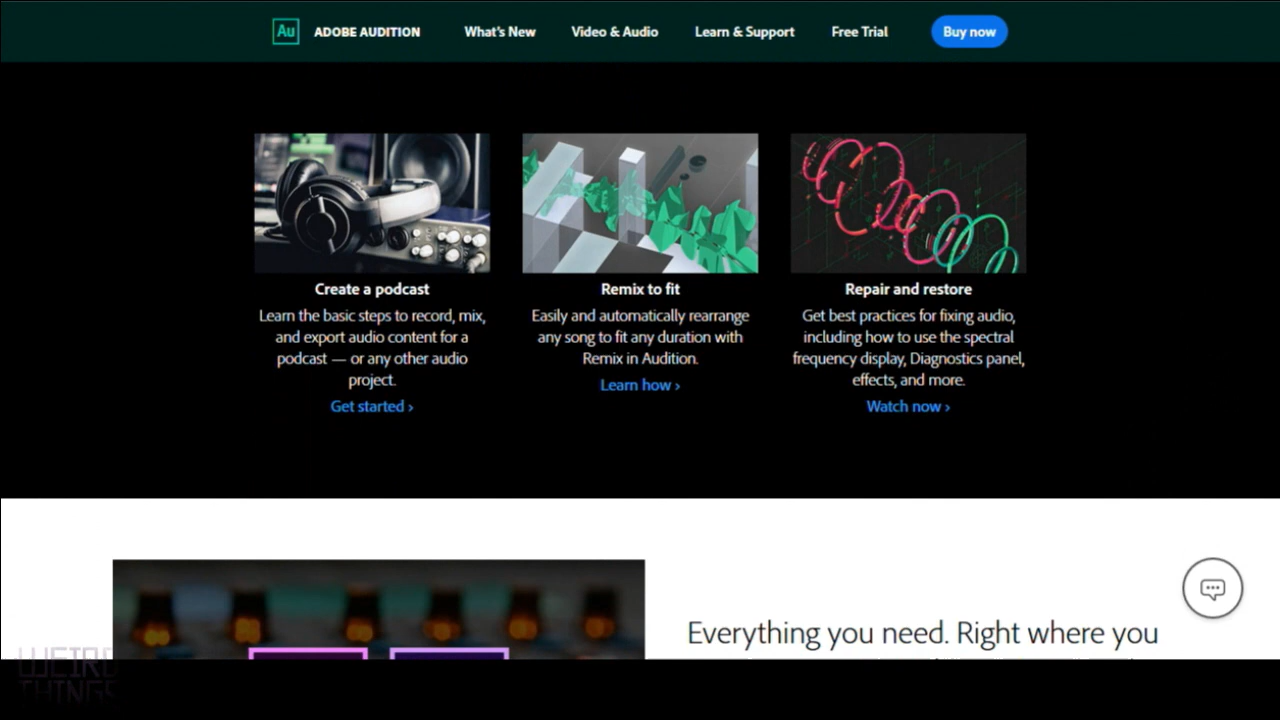 Au ADOBE AUDITION What's New Video & Audio Learn & Support Free Trial Buy now
Create a podcast
Learn the basic steps to record, mix,
and export audio content for a
podcast — or any other audio
project.
Get started ›
Remix to fit
Easily and automatically rearrange
any song to fit any duration with
Remix in Audition.
Learn how ›
Repair and restore
Get best practices for fixing audio,
including how to use the spectral
frequency display, Diagnostics panel,
effects, and more.
Watch now ›
Everything you need. Right where you
WEIRD
THINGS